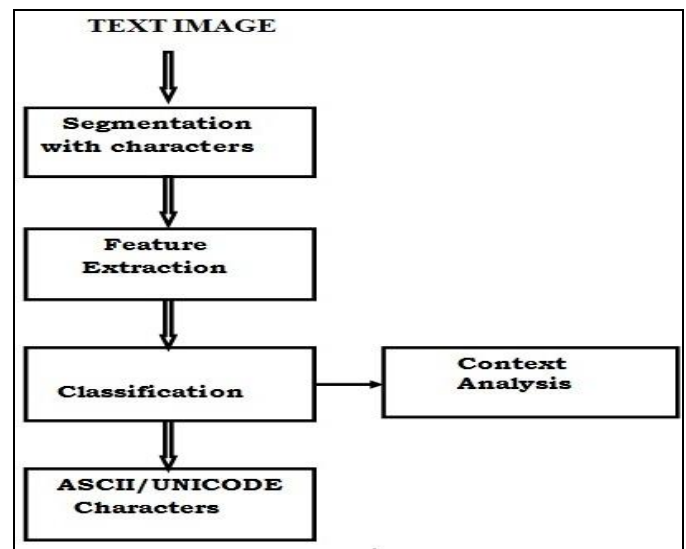 TEXT IMAGE
Segmentation
with characters
Feature
Extraction
Classification
Context
Analysis
ASCII/UNICODE
Characters